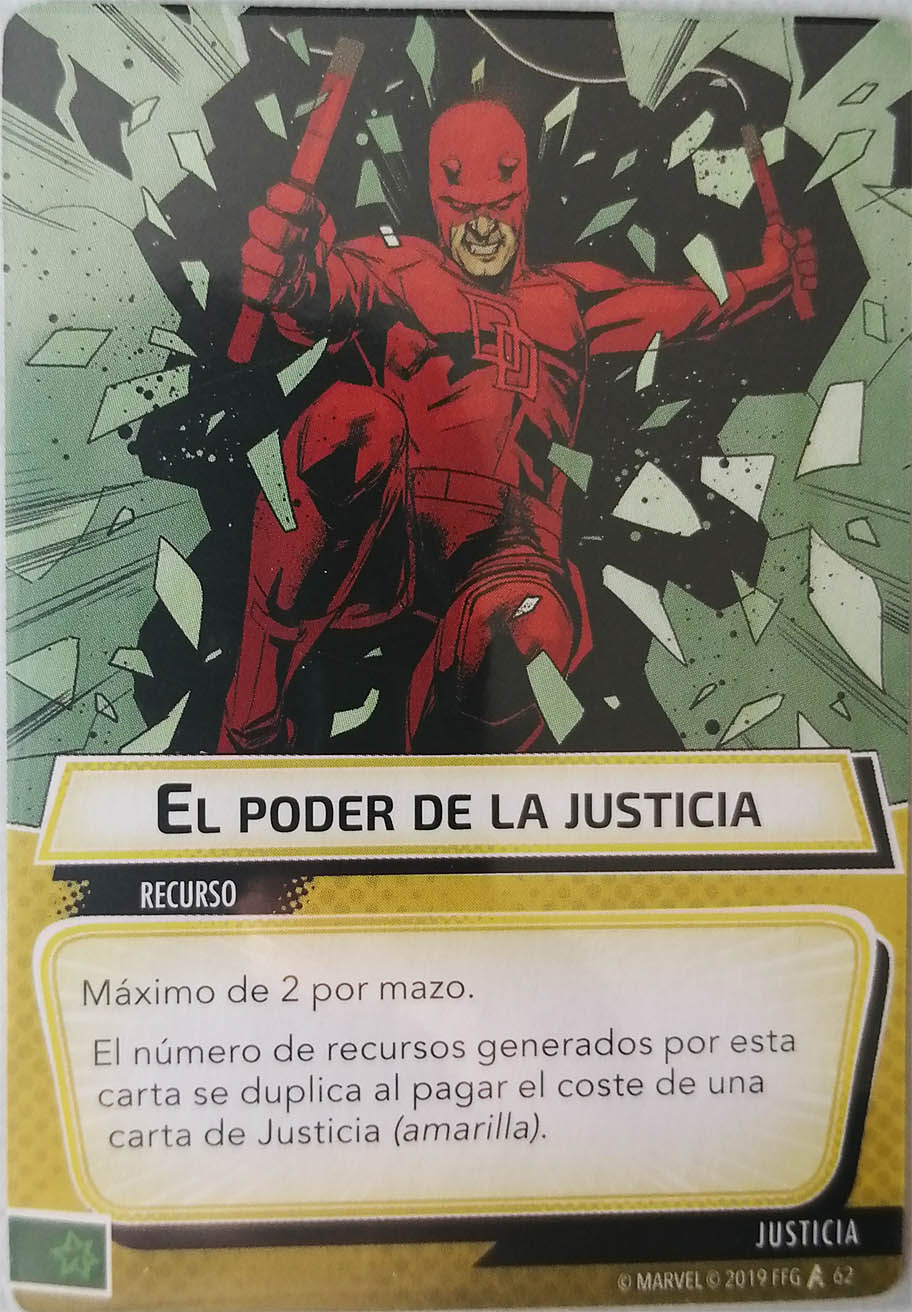 DD
EL PODER DE LA JUSTICIA
RECURSO
Máximo de 2 por mazo.
El número de recursos generados por esta
carta se duplica al pagar el coste de una
carta de Justicia (amarilla).
JUSTICIA
© MARVEL © 2019 FFG 62